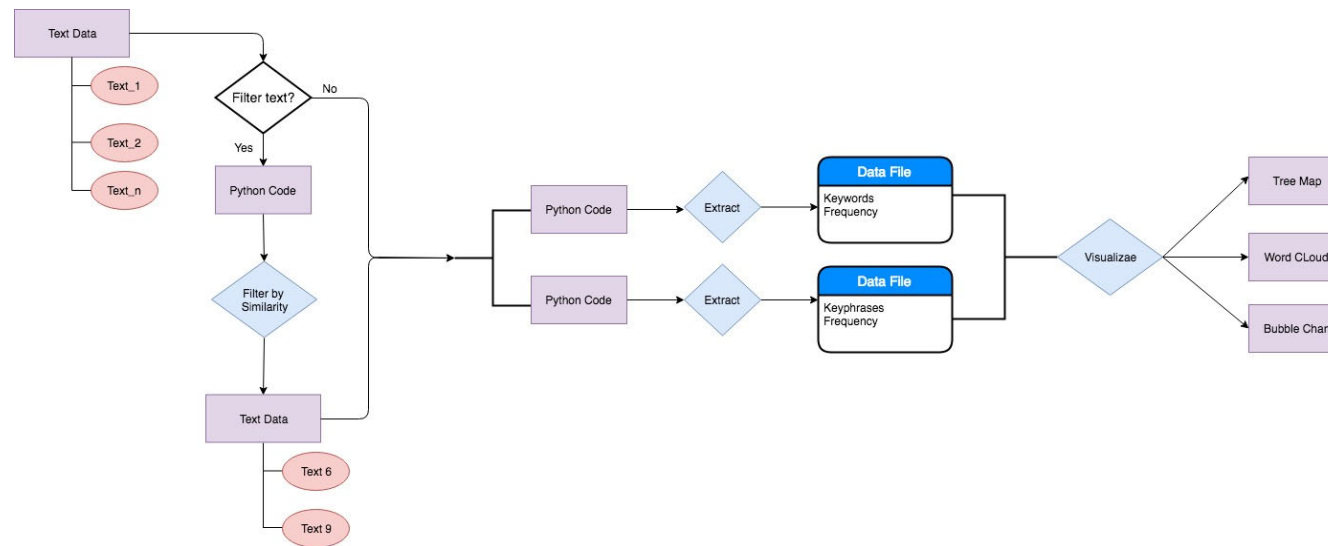 Text Data
Text_1
Text_2
Text_n
Filter text?
No
Yes
Python Code
Filter by
Similarity
Text Data
Text 6
Text 9
Python Code
Extract
Data File
Keywords
Frequency
Python Code
Extract
Data File
Keyphrases
Frequency
Visualizae
Tree Map
Word CLoud
Bubble Char